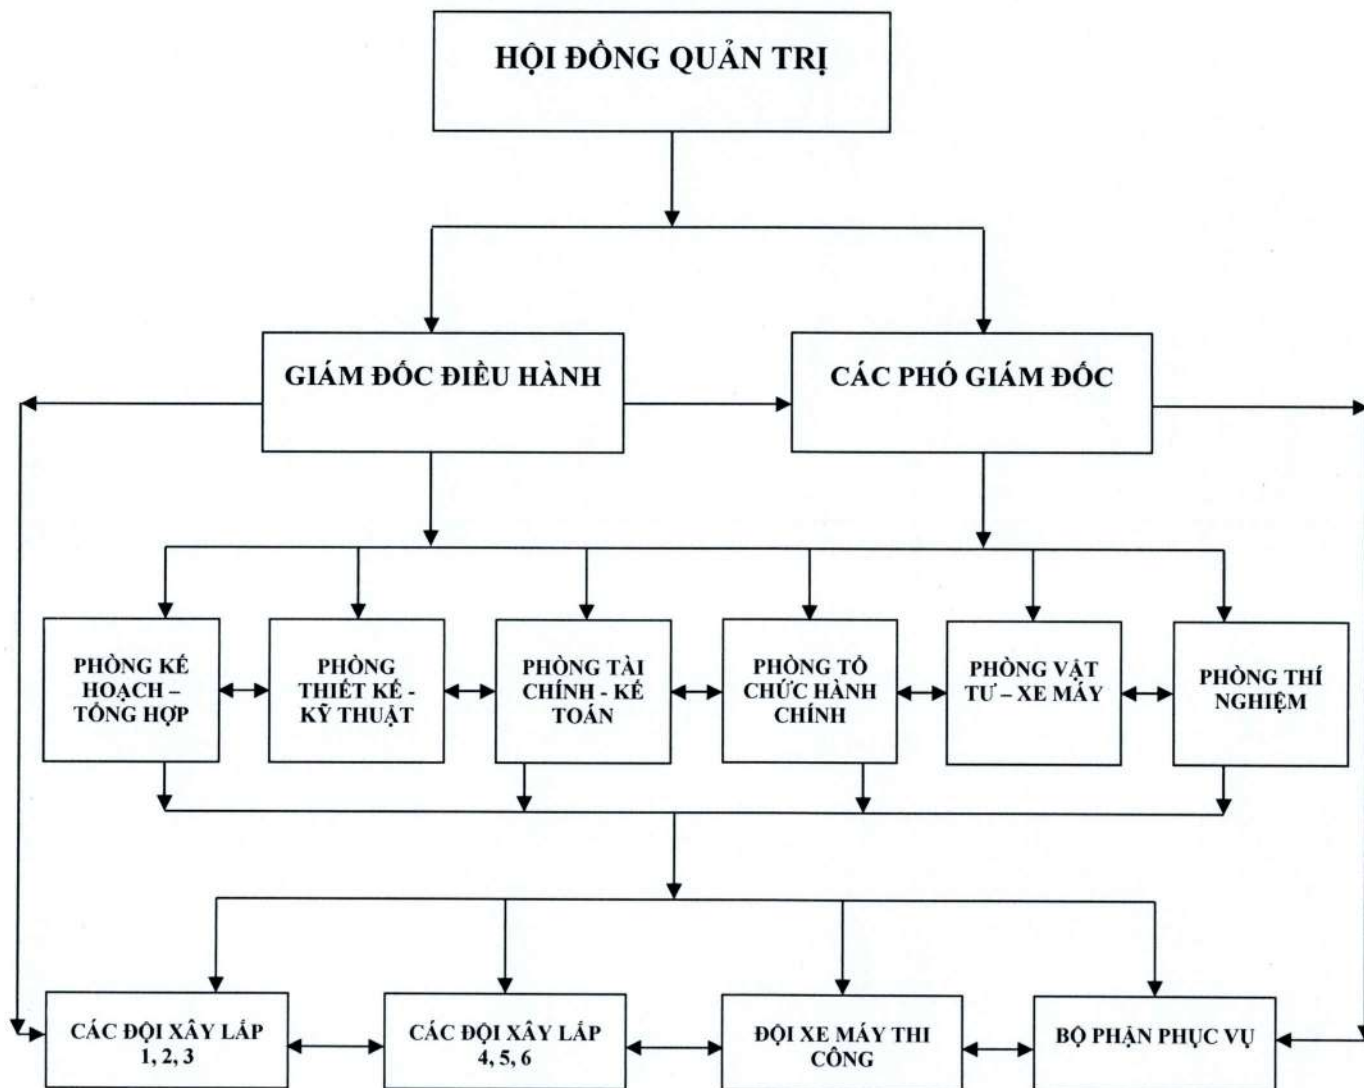 HỘI ĐỒNG QUẢN TRỊ
GIÁM ĐỐC ĐIỀU HÀNH
CÁC PHÓ GIÁM ĐỐC
PHÒNG KẾ
HOẠCH –
TỔNG HỢP
PHÒNG
THIẾT KẾ -
KỸ THUẬT
PHÒNG TÀI
CHÍNH - KẾ
TOÁN
PHÒNG TỔ
CHỨC HÀNH
CHÍNH
PHÒNG VẬT
TƯ – XE MÁY
PHÒNG THÍ
NGHIỆM
CÁC ĐỘI XÂY LẮP
1, 2, 3
CÁC ĐỘI XÂY LẮP
4, 5, 6
ĐỘI XE MÁY THI
CÔNG
BỘ PHẬN PHỤC VỤ